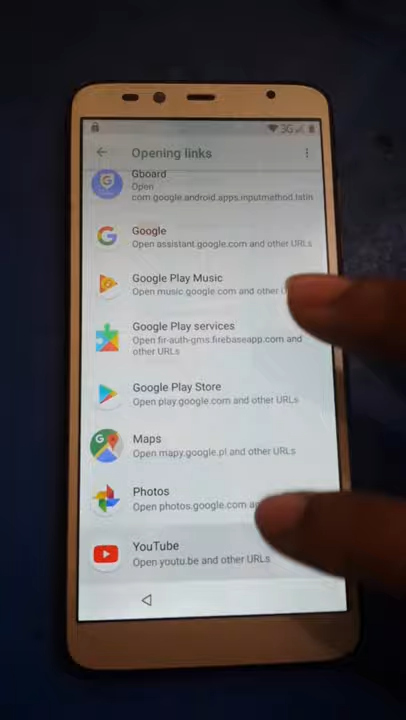 3G
Opening links
Gboard
Open
com.google.android.apps.inputmethod.latin
Google
Open assistant.google.com and other URLs
Google Play Music
Open music.google.com and other
Google Play services
Open fir-auth-gms.firebaseapp.com and
other URLs
Google Play Store
Open play.google.com and other URLs
Maps
Open mapy.google.pl and other URLs
Photos
Open photos.google.com
YouTube
Open youtu.be and other URLs